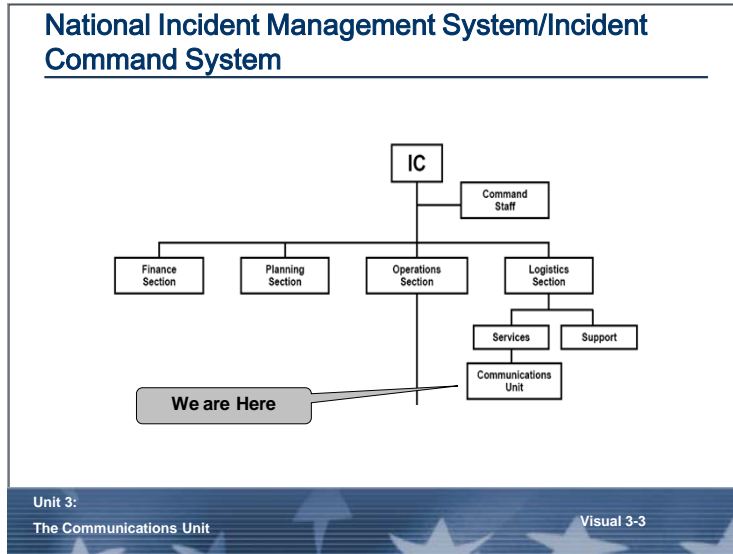 National Incident Management System/Incident
Command System
IC
Command
Staff
Finance
Section
Planning
Section
Operations
Section
Logistics
Section
Services
Support
Communications
Unit
We are Here
Unit 3:
The Communications Unit
Visual 3-3